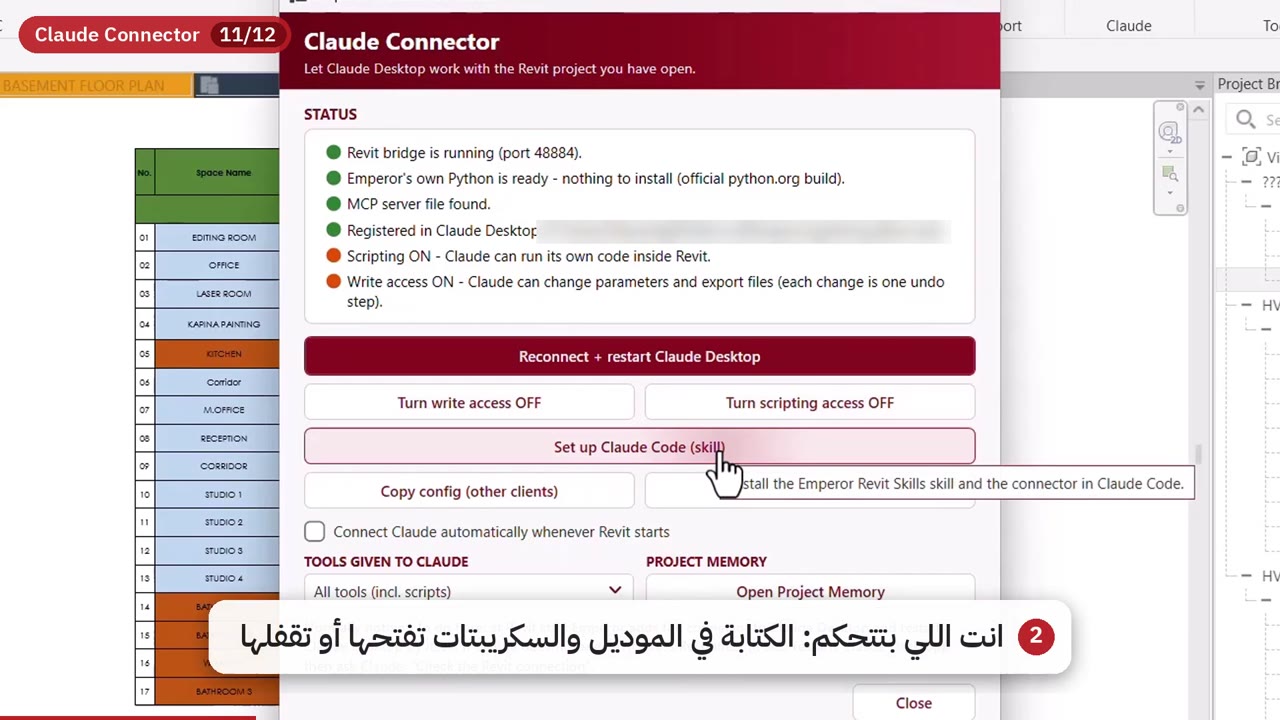 Claude Connector 11/12
ort
Claude
Claude Connector
Let Claude Desktop work with the Revit project you have open.
BASEMENT FLOOR PLAN
Project Br
STATUS
Revit bridge is running (port 48884).
Emperor's own Python is ready - nothing to install (official python.org build).
MCP server file found.
Registered in Claude Desktop
Scripting ON - Claude can run its own code inside Revit.
Write access ON - Claude can change parameters and export files (each change is one undo
step).
Reconnect + restart Claude Desktop
Turn write access OFF
Turn scripting access OFF
Set up Claude Code (skill)
stall the Emperor Revit Skills skill and the connector in Claude Code.
Copy config (other clients)
Connect Claude automatically whenever Revit starts
TOOLS GIVEN TO CLAUDE
PROJECT MEMORY
All tools (incl. scripts)
Open Project Memory
2 انت اللي بتتحكم: الكتابة في الموديل والسكريبتات تفتحها أو تقفلها
Close
No. Space Name
01 EDITING ROOM
02 OFFICE
03 LASER ROOM
04 KAPINA PAINTING
05 KITCHEN
06 Corridor
07 M.OFFICE
08 RECEPTION
09 CORRIDOR
10 STUDIO 1
11 STUDIO 2
12 STUDIO 3
13 STUDIO 4
14
15
16
17 BATHROOM 3
2D
Se
Vi
???
HV
HV